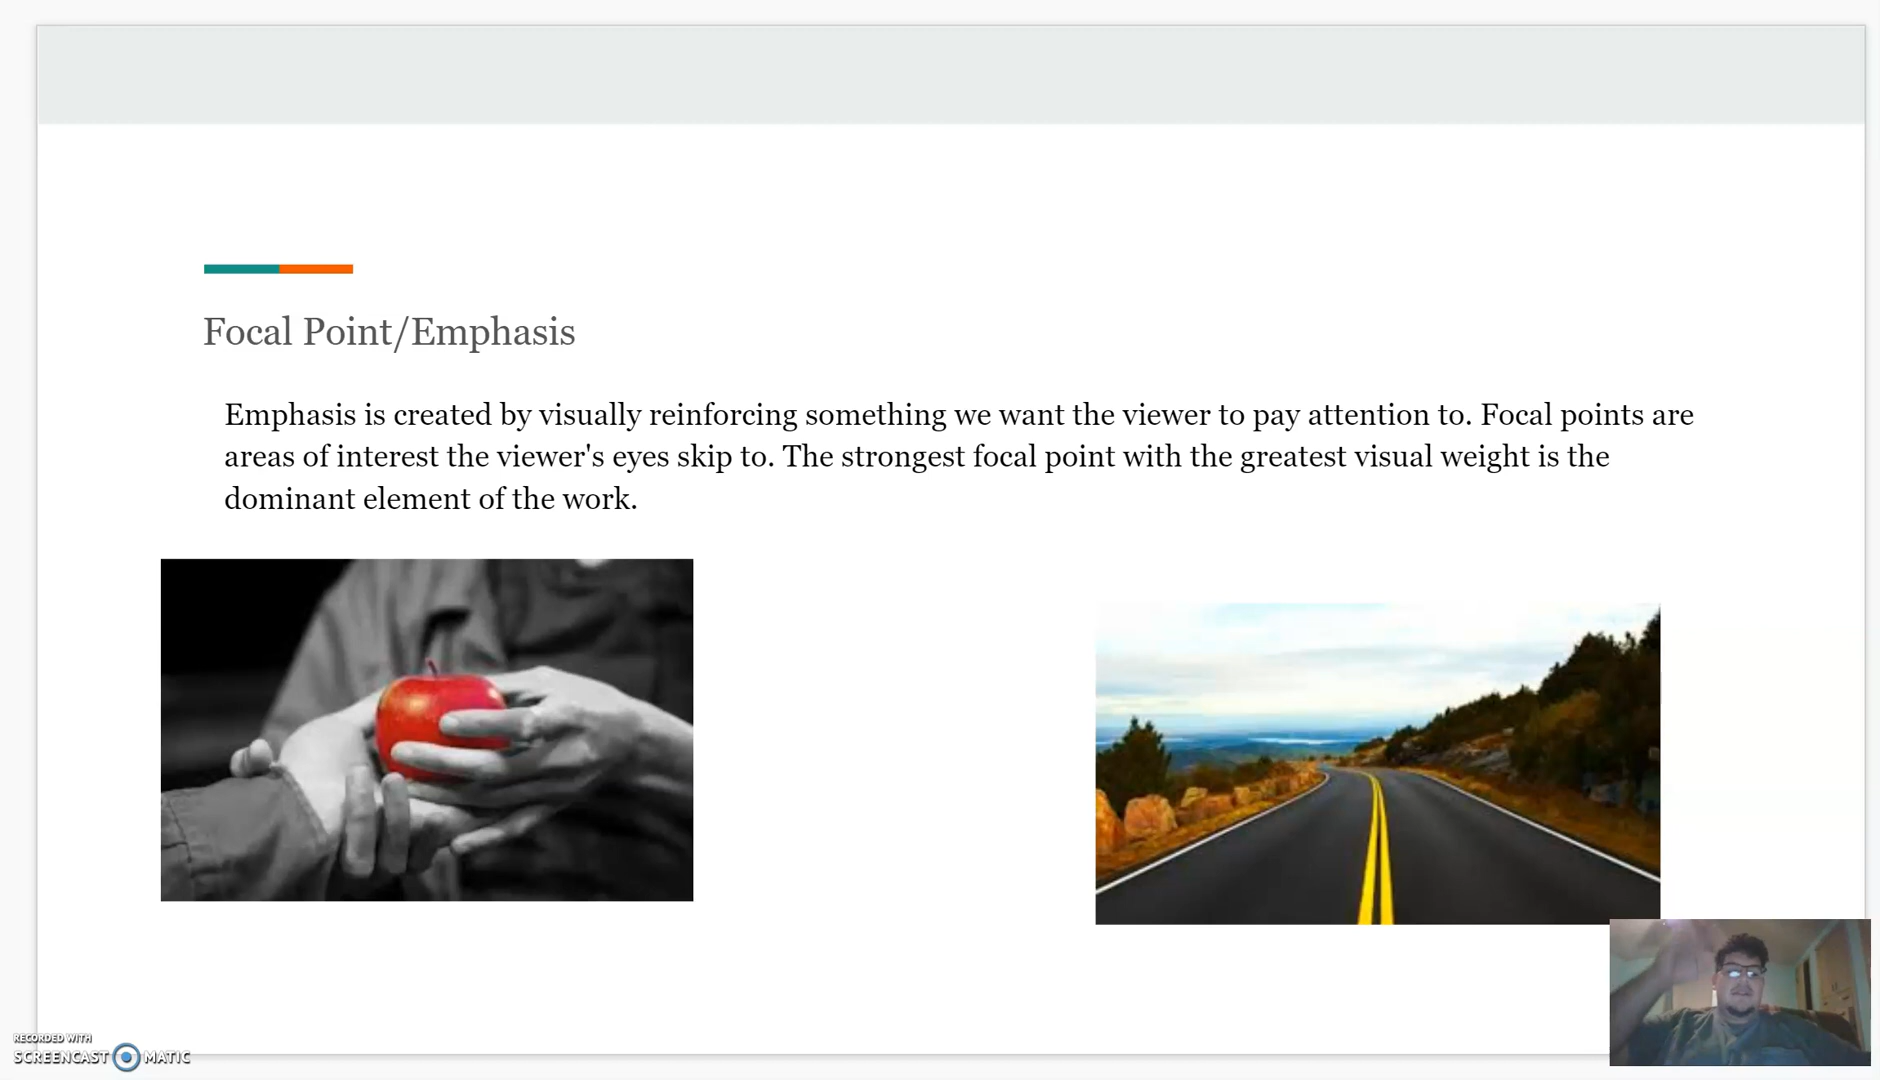 Focal Point/Emphasis
Emphasis is created by visually reinforcing something we want the viewer to pay attention to. Focal points are
areas of interest the viewer's eyes skip to. The strongest focal point with the greatest visual weight is the
dominant element of the work.
RECORDED WITH
SCREENCAST MATIC